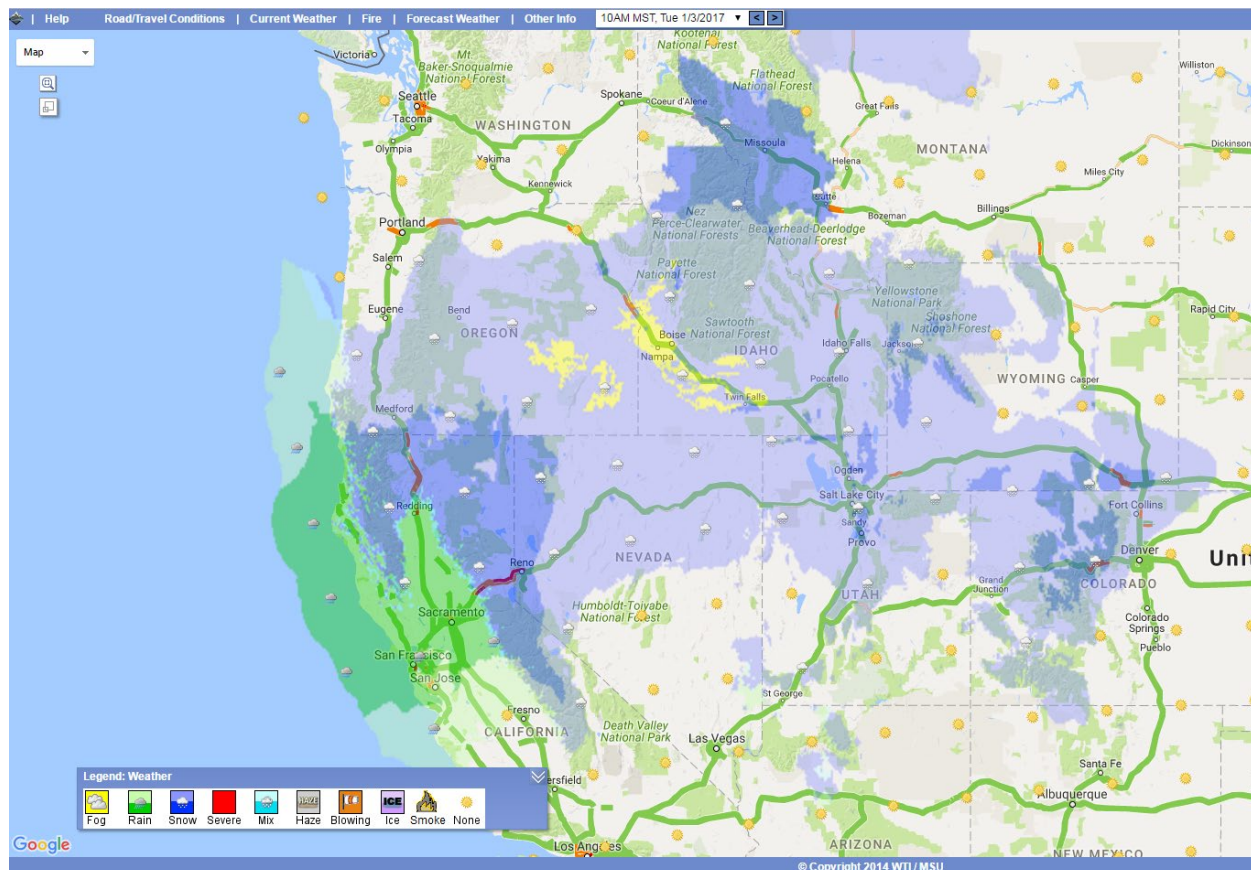 Help Road/Travel Conditions | Current Weather | Fire | Forecast Weather | Other Info 10AM MST, Tue 1/3/2017 < >
Map
Victoria
Kootenai
National Forest
Mt.
Baker-Snoqualmie
National Forest
Flathead
National Forest
Williston
Seattle
Spokane
Coeur d'Alene
Great Falls
Tacoma
WASHINGTON
Olympia
Missoula
MONTANA
Dickinson
Yakima
Helena
Miles City
Kennewick
Butte
Billings
Bozeman
Portland
Nez
Perce-Clearwater
National Forests
Beaverhead-Deerlodge
National Forest
Salem
Payette
National Forest
Yellowstone
National Park
Eugene
Bend
Shoshone
National Forest
Rapid City
OREGON
Sawtooth
National Forest
Boise
Nampa
IDAHO
Idaho Falls
Jackson
Pocatello
WYOMING
Casper
Twin Falls
Medford
Ogden
Salt Lake City
Redding
Sandy
Provo
Fort Collins
Reno
NEVADA
Denver
Unit
Grand
Junction
COLORADO
UTAH
Humboldt-Toiyabe
National Forest
Sacramento
Colorado
Springs
Pueblo
San Francisco
San Jose
St George
Fresno
Death Valley
National Park
CALIFORNIA
Las Vegas
Santa Fe
Legend: Weather
ersfield
Albuquerque
HAZE ICE
Fog Rain Snow Severe Mix Haze Blowing Ice Smoke None
Google
Los Angeles
ARIZONA
NEW MEXICO
© Copyright 2014 WTI / MSU